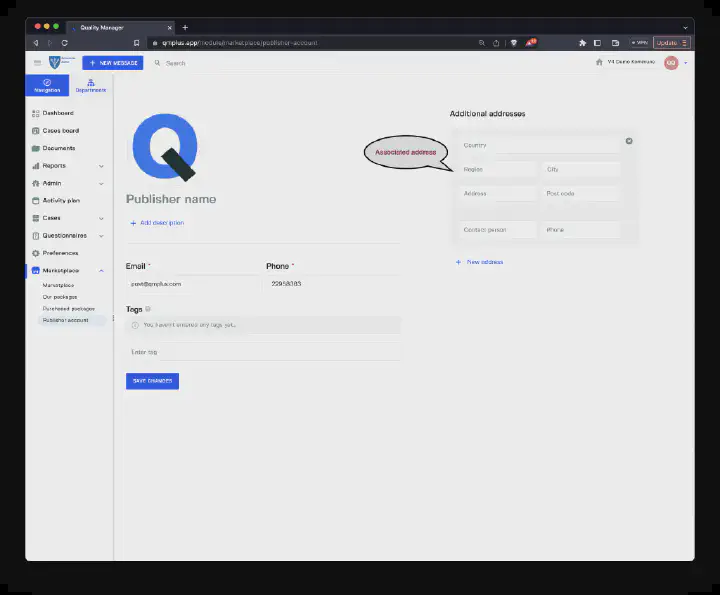 Quality Manager
qmplus.app/module/marketplace/publisher-account
VPN
Update
NEW MESSAGE
Search
V4 Demo Kommune
Navigation
Departments
Dashboard
Cases board
Documents
Reports
Admin
Activity plan
Cases
Questionnaires
Preferences
Marketplace
Marketplace
Our packages
Purchased packages
Publisher account
Publisher name
Add description
Email *
Phone *
post@qmplus.com
22958383
Tags
You haven't entered any tags yet..
Enter tag
SAVE CHANGES
Additional addresses
Associated address
Country
Region
City
Address
Post code
Contact person
Phone
New address